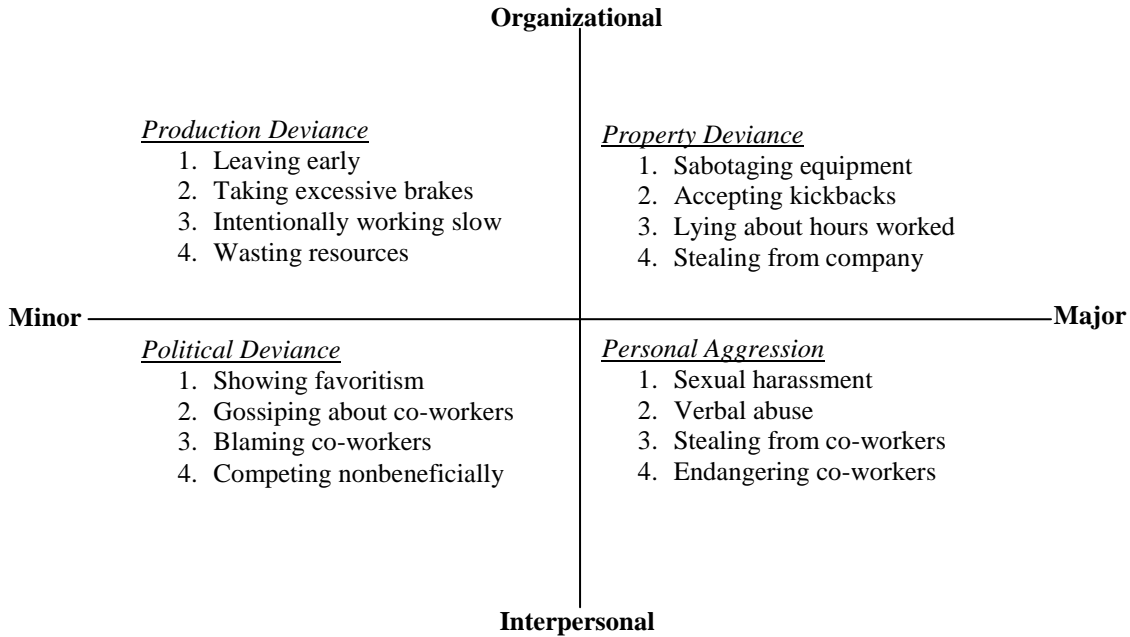 Organizational
Production Deviance
1. Leaving early
2. Taking excessive brakes
3. Intentionally working slow
4. Wasting resources
Property Deviance
1. Sabotaging equipment
2. Accepting kickbacks
3. Lying about hours worked
4. Stealing from company
Minor
Major
Political Deviance
1. Showing favoritism
2. Gossiping about co-workers
3. Blaming co-workers
4. Competing nonbeneficially
Personal Aggression
1. Sexual harassment
2. Verbal abuse
3. Stealing from co-workers
4. Endangering co-workers
Interpersonal